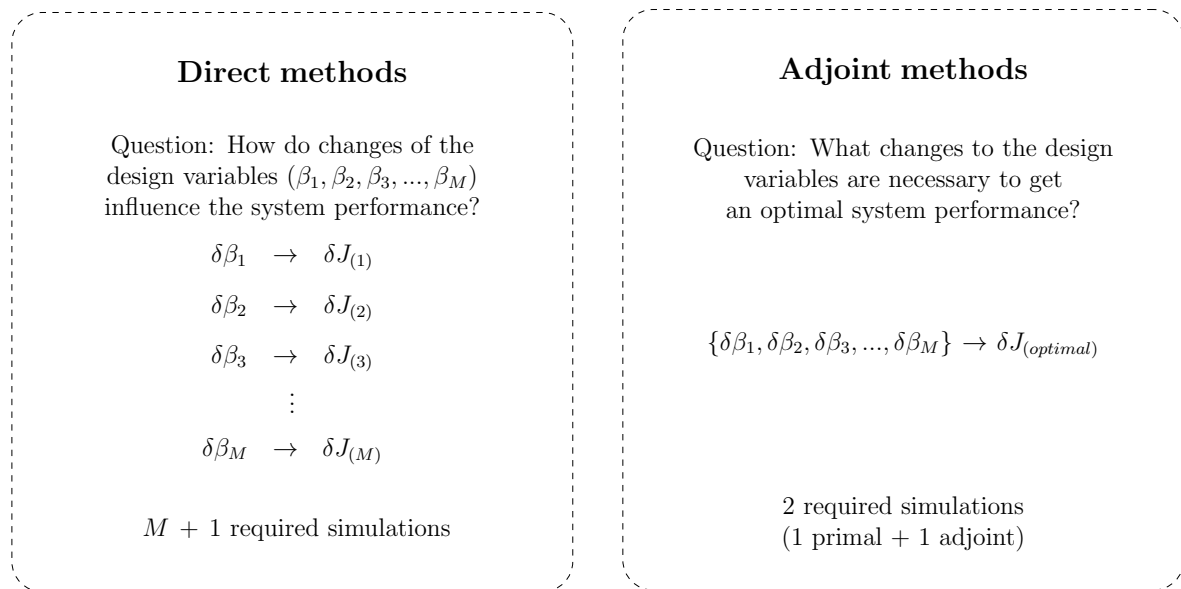 Direct methods
Question: How do changes of the
design variables (β₁, β₂, β₃, ..., β_M)
influence the system performance?
δβ₁ → δJ₍₁₎
δβ₂ → δJ₍₂₎
δβ₃ → δJ₍₃₎
⋮
δβ_M → δJ_(M)
M + 1 required simulations
Adjoint methods
Question: What changes to the design
variables are necessary to get
an optimal system performance?
{δβ₁, δβ₂, δβ₃, ..., δβ_M} → δJ_(optimal)
2 required simulations
(1 primal + 1 adjoint)